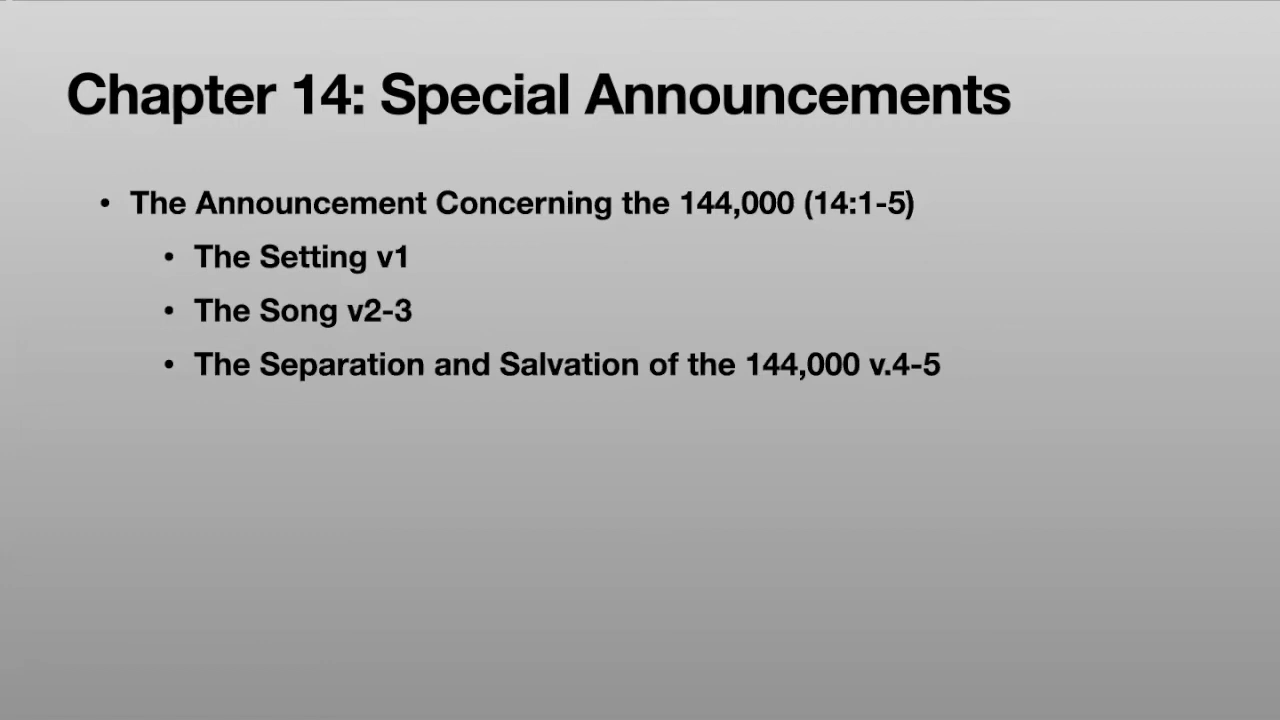 Chapter 14: Special Announcements
• The Announcement Concerning the 144,000 (14:1-5)
• The Setting v1
• The Song v2-3
• The Separation and Salvation of the 144,000 v.4-5